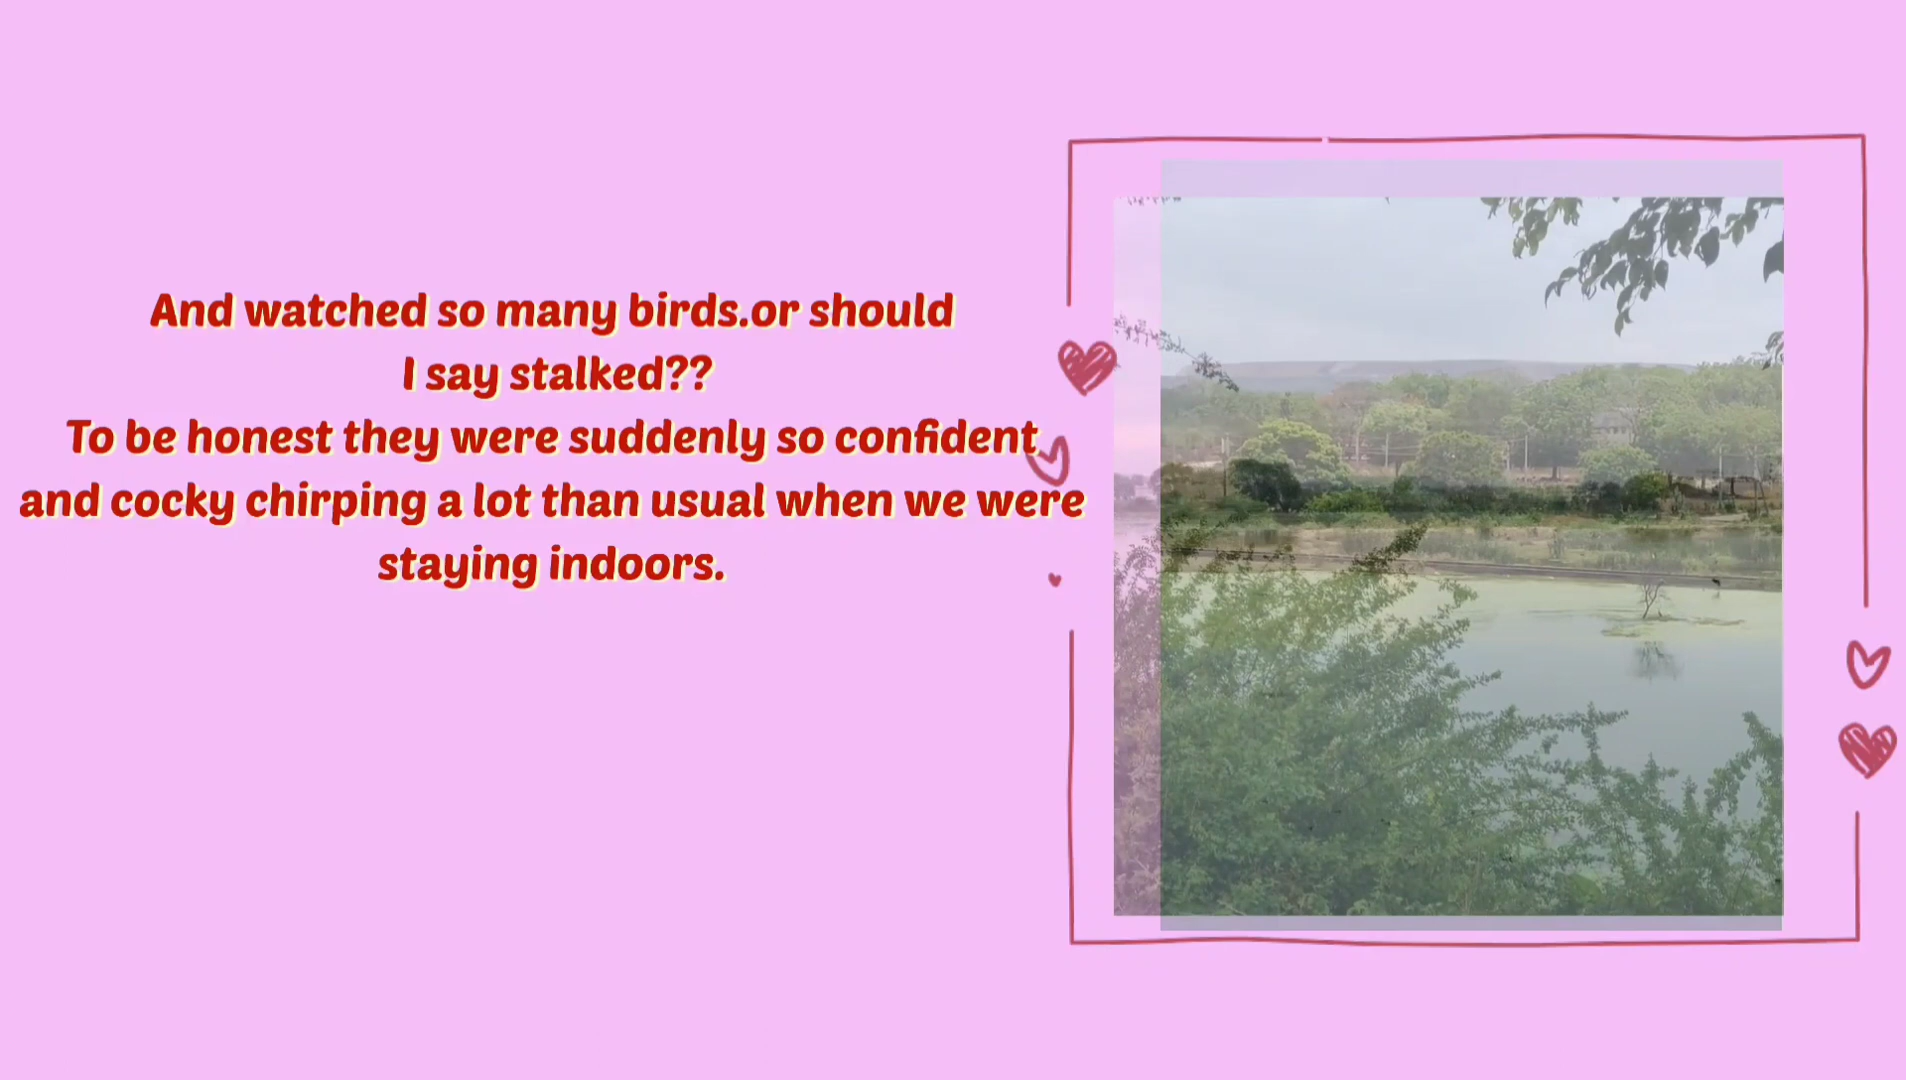 And watched so many birds.or should
I say stalked??
To be honest they were suddenly so confident
and cocky chirping a lot than usual when we were
staying indoors.